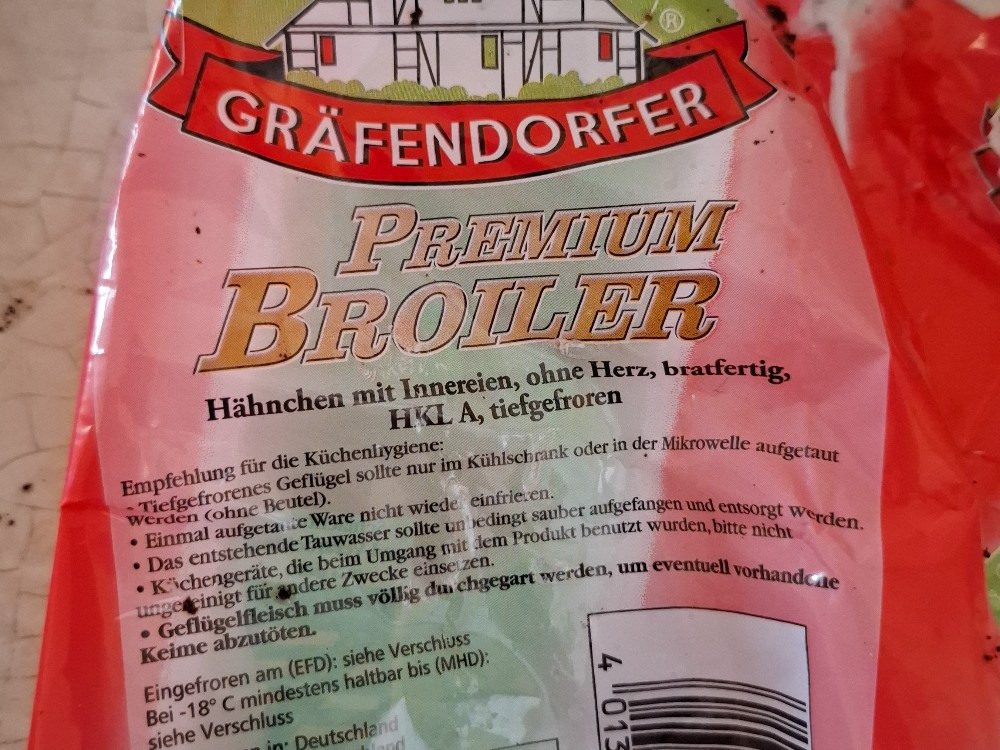 ®
GRÄFENDORFER
PREMIUM
BROILER
Hähnchen mit Innereien, ohne Herz, bratfertig,
HKL A, tiefgefroren
Empfehlung für die Küchenhygiene:
- Tiefgefrorenes Geflügel sollte nur im Kühlschrank oder in der Mikrowelle aufgetaut
werden (ohne Beutel).
• Einmal aufgetaute Ware nicht wieder einfrieren.
• Das entstehende Tauwasser sollte unbedingt sauber aufgefangen und entsorgt werden.
• Küchengeräte, die beim Umgang mit dem Produkt benutzt wurden, bitte nicht
ungereinigt für andere Zwecke einsetzen.
• Geflügelfleisch muss völlig durchgegart werden, um eventuell vorhandene
Keime abzutöten.
Eingefroren am (EFD): siehe Verschluss
Bei -18° C mindestens haltbar bis (MHD):
siehe Verschluss
in: Deutschland
4 013